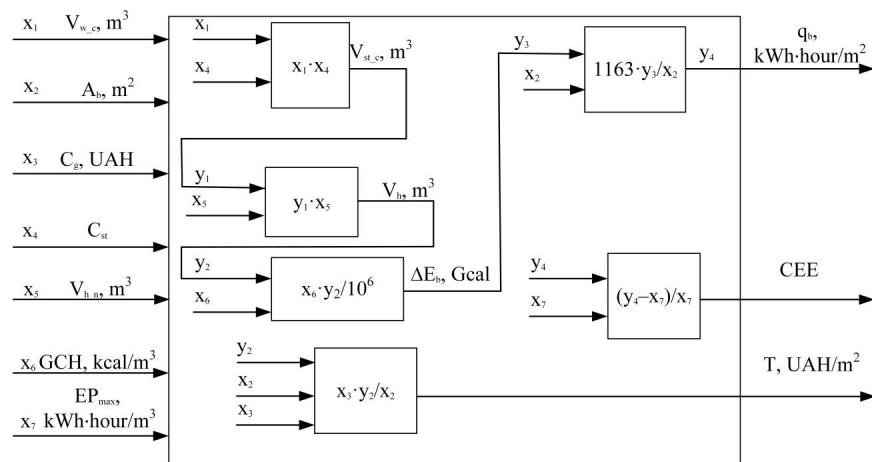 x₁ V_w_c, m³
x₂ A_b, m²
x₃ C_g, UAH
x₄ C_st
x₅ V_h_n, m³
x₆ GCH, kcal/m³
EP_max,
x₇ kWh·hour/m³
x₁
x₄
x₁·x₄
V_st_c, m³
y₁
x₅
y₁·x₅
V_h, m³
y₂
x₆
x₆·y₂/10⁶
ΔE_b, Gcal
y₃
x₂
1163·y₃/x₂
y₄
q_b,
kWh·hour/m²
y₄
x₇
(y₄–x₇)/x₇
CEE
y₂
x₂
x₃
x₃·y₂/x₂
T, UAH/m²